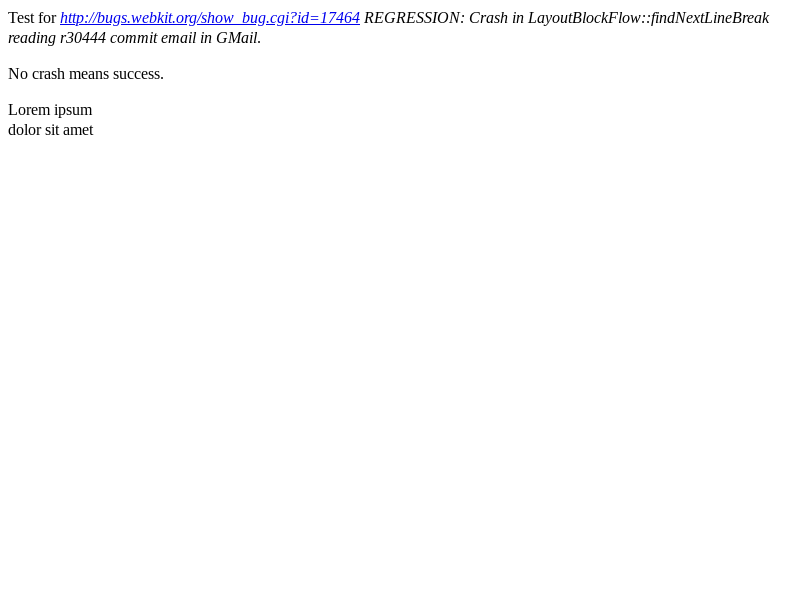 Test for http://bugs.webkit.org/show_bug.cgi?id=17464 REGRESSION: Crash in LayoutBlockFlow::findNextLineBreak
reading r30444 commit email in GMail.
No crash means success.
Lorem ipsum
dolor sit amet